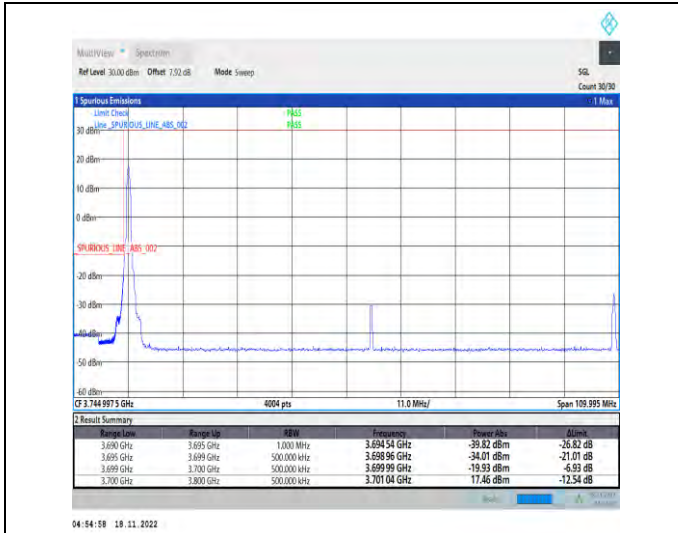 MultiView Spectrum
Ref Level 30.00 dBm Offset 7.92 dB Mode Sweep SGL
Count 30/30
1 Spurious Emissions 1 Max
Limit Check PASS
Line _SPURIOUS_LINE_ABS_002 PASS
30 dBm
20 dBm
10 dBm
0 dBm
_SPURIOUS_LINE_ABS_002
-20 dBm
-30 dBm
-40 dBm
-50 dBm
-60 dBm
CF 3.744 997 5 GHz 4004 pts 11.0 MHz/ Span 109.995 MHz
2 Result Summary
Range Low Range Up RBW Frequency Power Abs ΔLimit
3.690 GHz 3.695 GHz 1.000 MHz 3.694 54 GHz -39.82 dBm -26.82 dB
3.695 GHz 3.699 GHz 500.000 kHz 3.698 96 GHz -34.01 dBm -21.01 dB
3.699 GHz 3.700 GHz 500.000 kHz 3.699 99 GHz -19.93 dBm -6.93 dB
3.700 GHz 3.800 GHz 500.000 kHz 3.701 04 GHz 17.46 dBm -12.54 dB
04:54:58 18.11.2022